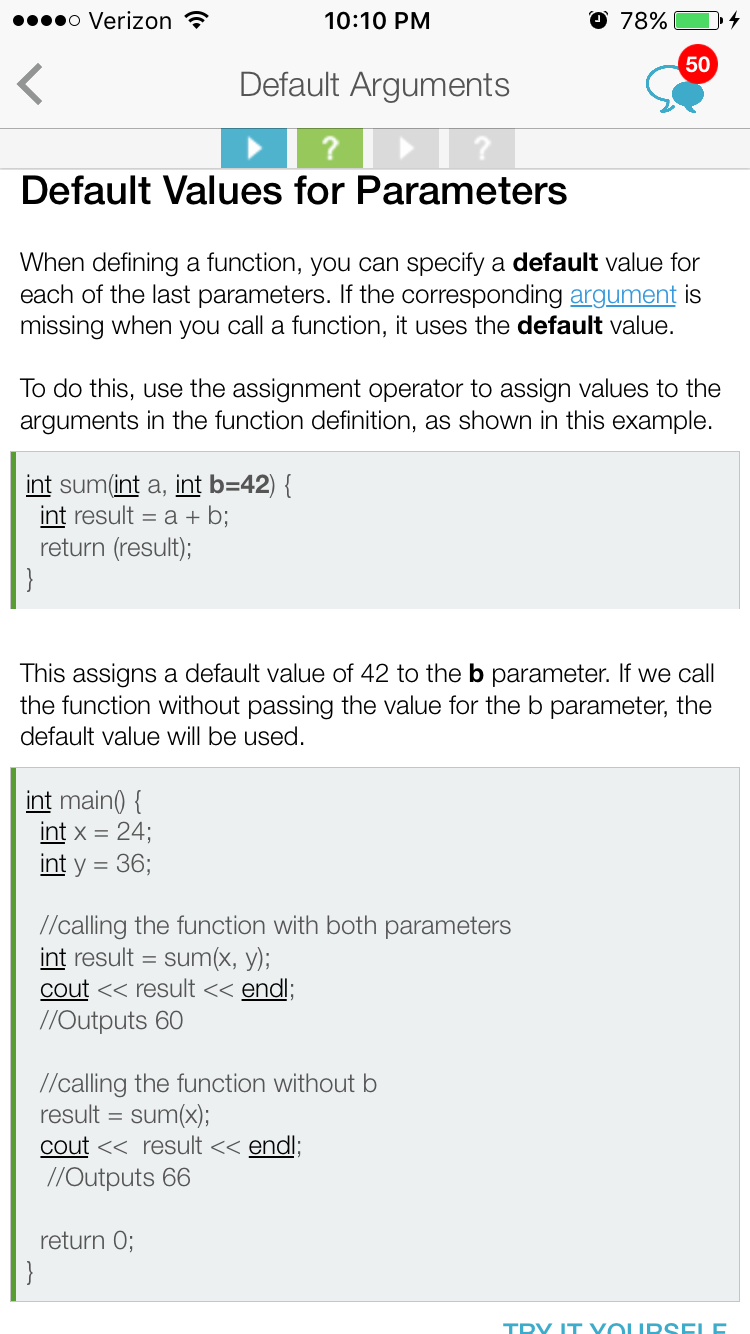 Verizon 10:10 PM 78%
Default Arguments 50
? ?
Default Values for Parameters
When defining a function, you can specify a default value for
each of the last parameters. If the corresponding argument is
missing when you call a function, it uses the default value.
To do this, use the assignment operator to assign values to the
arguments in the function definition, as shown in this example.
int sum(int a, int b=42) {
int result = a + b;
return (result);
}
This assigns a default value of 42 to the b parameter. If we call
the function without passing the value for the b parameter, the
default value will be used.
int main() {
int x = 24;
int y = 36;
//calling the function with both parameters
int result = sum(x, y);
cout << result << endl;
//Outputs 60
//calling the function without b
result = sum(x);
cout <<  result << endl;
//Outputs 66
return 0;
}
TRY IT YOURSELF